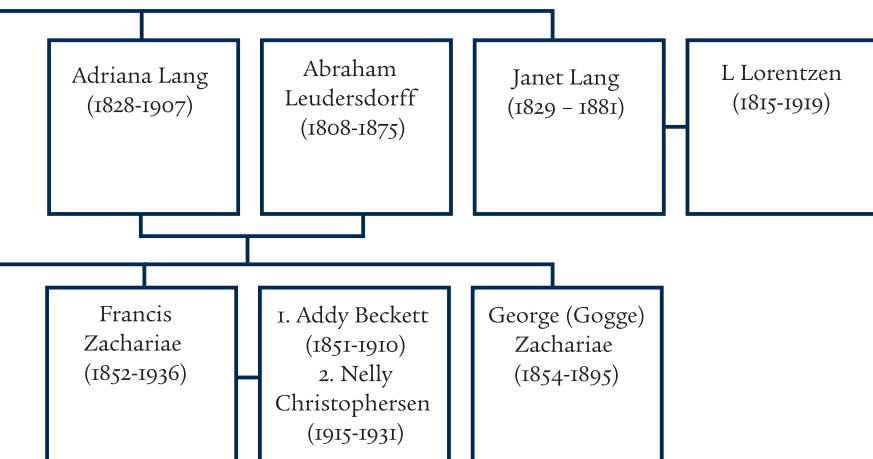 Adriana Lang
(1828-1907)
Abraham
Leudersdorff
(1808-1875)
Janet Lang
(1829 – 1881)
L Lorentzen
(1815-1919)
Francis
Zachariae
(1852-1936)
1. Addy Beckett
(1851-1910)
2. Nelly
Christophersen
(1915-1931)
George (Gogge)
Zachariae
(1854-1895)